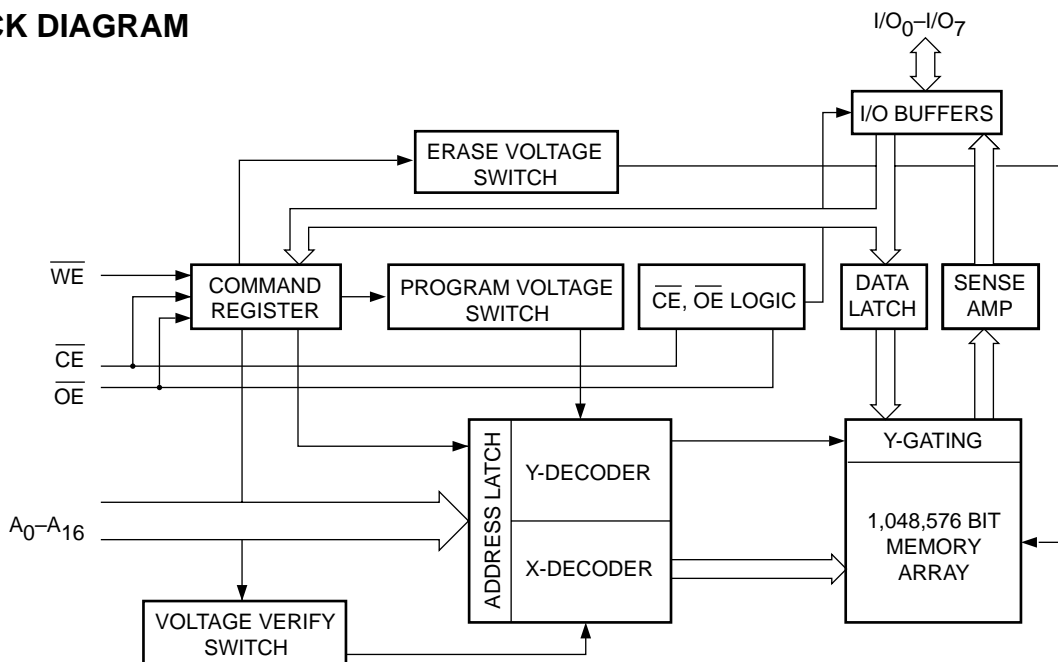 CK DIAGRAM
I/O0–I/O7
I/O BUFFERS
ERASE VOLTAGE
SWITCH
WE
CE
OE
COMMAND
REGISTER
PROGRAM VOLTAGE
SWITCH
CE, OE LOGIC
DATA
LATCH
SENSE
AMP
A0–A16
ADDRESS LATCH
Y-DECODER
X-DECODER
Y-GATING
1,048,576 BIT
MEMORY
ARRAY
VOLTAGE VERIFY
SWITCH